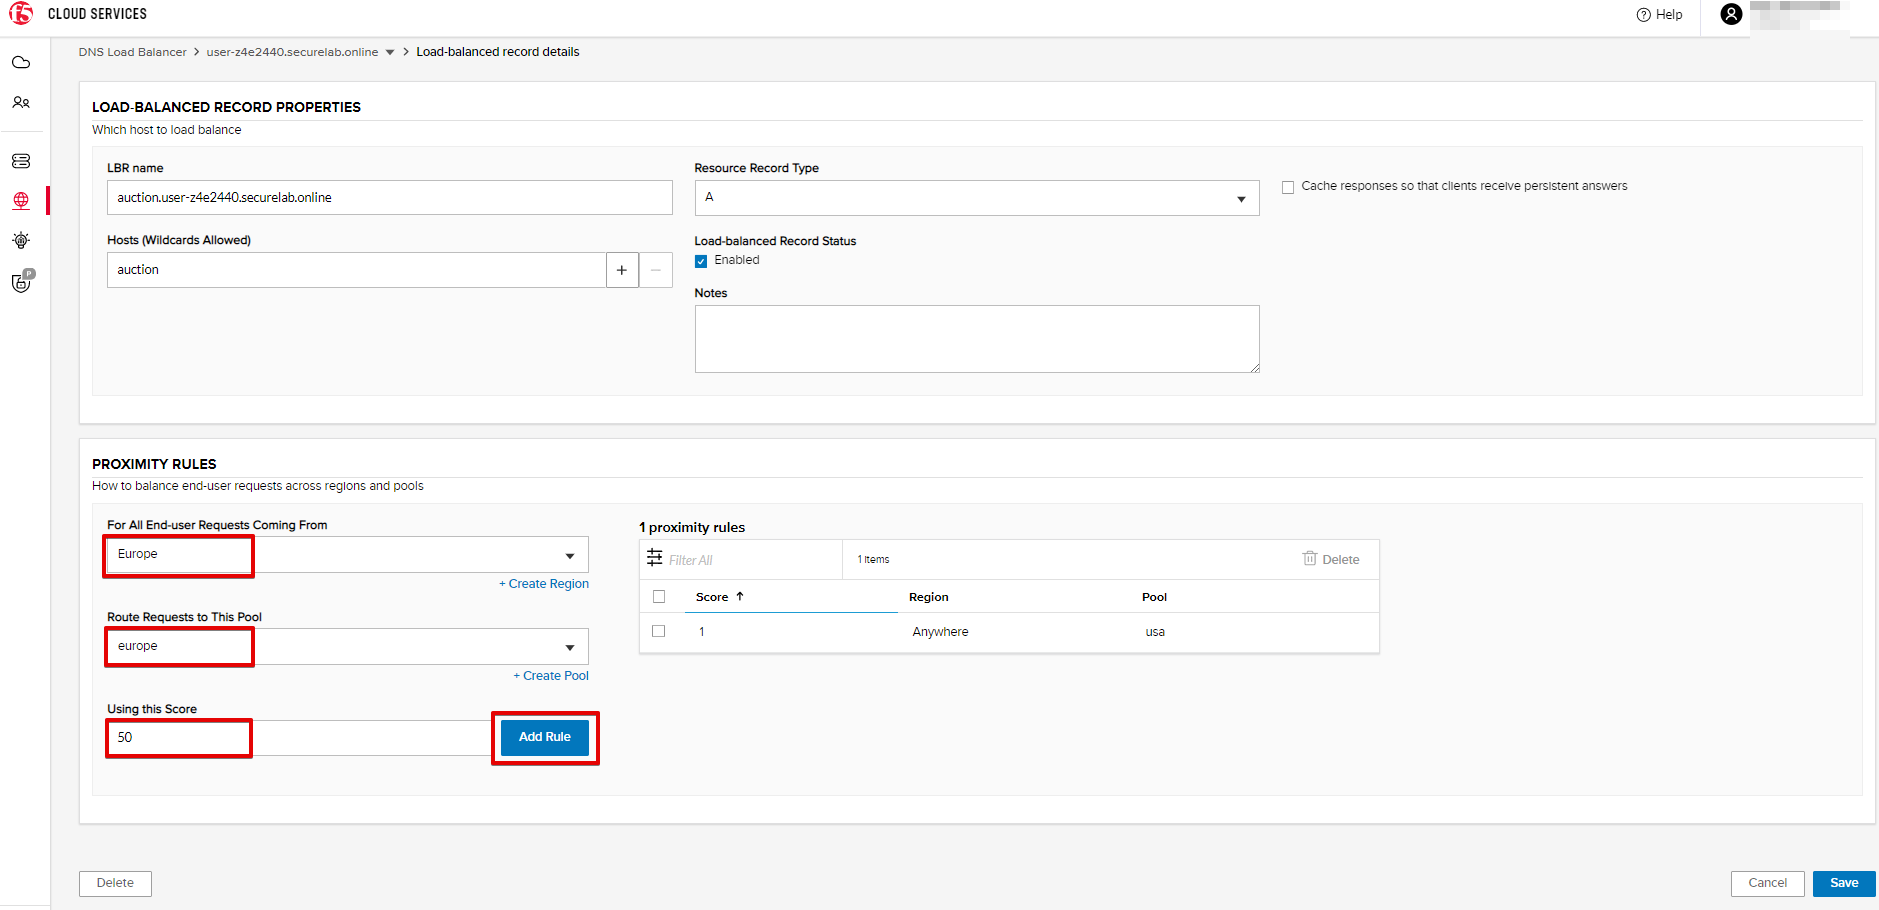 f5 CLOUD SERVICES
Help
DNS Load Balancer > user-z4e2440.securelab.online > Load-balanced record details
P
LOAD-BALANCED RECORD PROPERTIES
Which host to load balance
LBR name
auction.user-z4e2440.securelab.online
Hosts (Wildcards Allowed)
auction
+ −
Resource Record Type
A
Load-balanced Record Status
Enabled
Notes
Cache responses so that clients receive persistent answers
PROXIMITY RULES
How to balance end-user requests across regions and pools
For All End-user Requests Coming From
Europe
+ Create Region
Route Requests to This Pool
europe
+ Create Pool
Using this Score
50
Add Rule
1 proximity rules
Filter All
1 Items
Delete
Score ↑ Region Pool
1 Anywhere usa
Delete
Cancel
Save